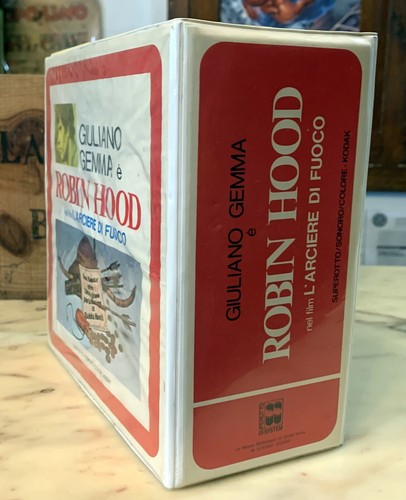 GIULIANO
GEMMA è
ROBIN HOOD
L'ARCIERE DI FUOCO
GIULIANO GEMMA
è
ROBIN HOOD
nel film L'ARCIERE DI FUOCO
SUPEROTTO/SONORO/COLORE - KODAK